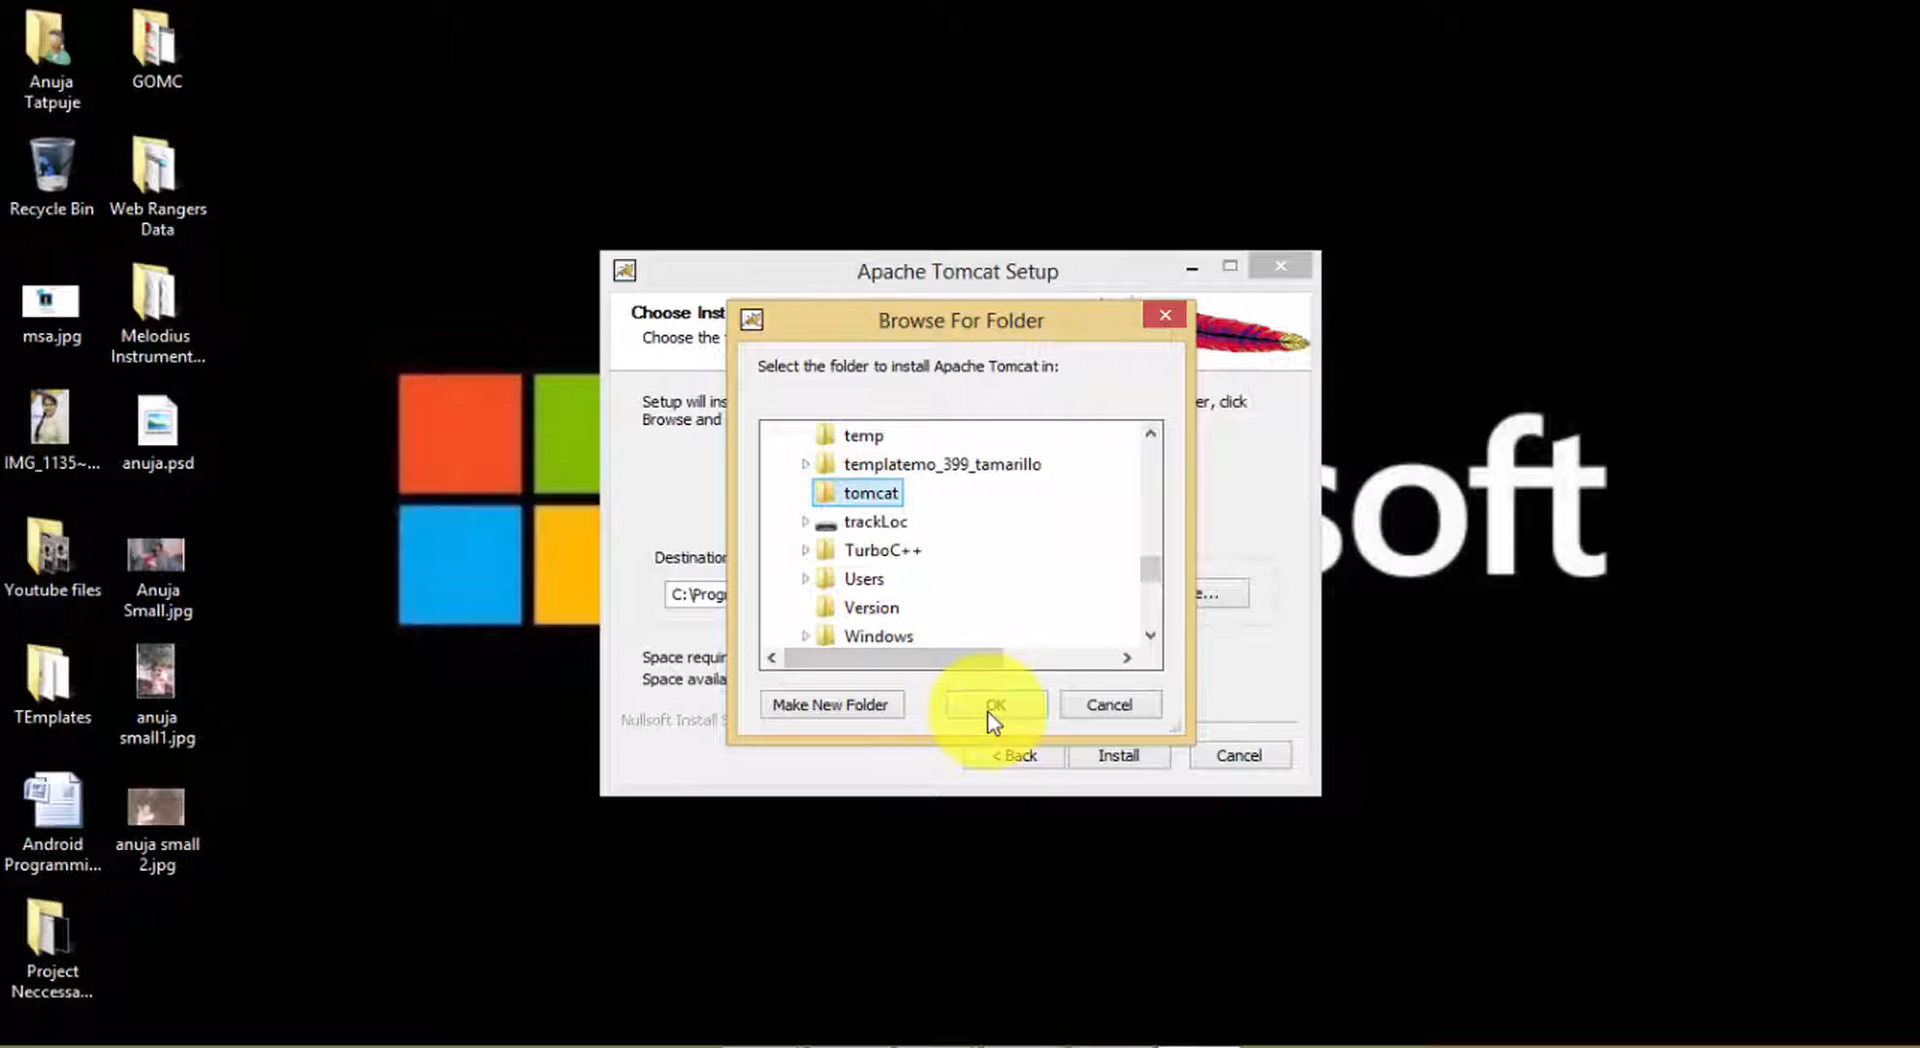 Anuja
Tatpuje
GOMC
Recycle Bin
Web Rangers
Data
msa.jpg
Melodius
Instrument...
IMG_1135~...
anuja.psd
Youtube files
Anuja
Small.jpg
TEmplates
anuja
small1.jpg
Android
Programmi...
anuja small
2.jpg
Project
Neccessa...
soft
Apache Tomcat Setup
Choose Inst
Choose the
Setup will ins
er, click
Browse and
Destination
C:\Progr
e...
Space requir
Space availa
Nullsoft Install S
< Back
Install
Cancel
Browse For Folder
Select the folder to install Apache Tomcat in:
temp
templatemo_399_tamarillo
tomcat
trackLoc
TurboC++
Users
Version
Windows
Make New Folder
OK
Cancel